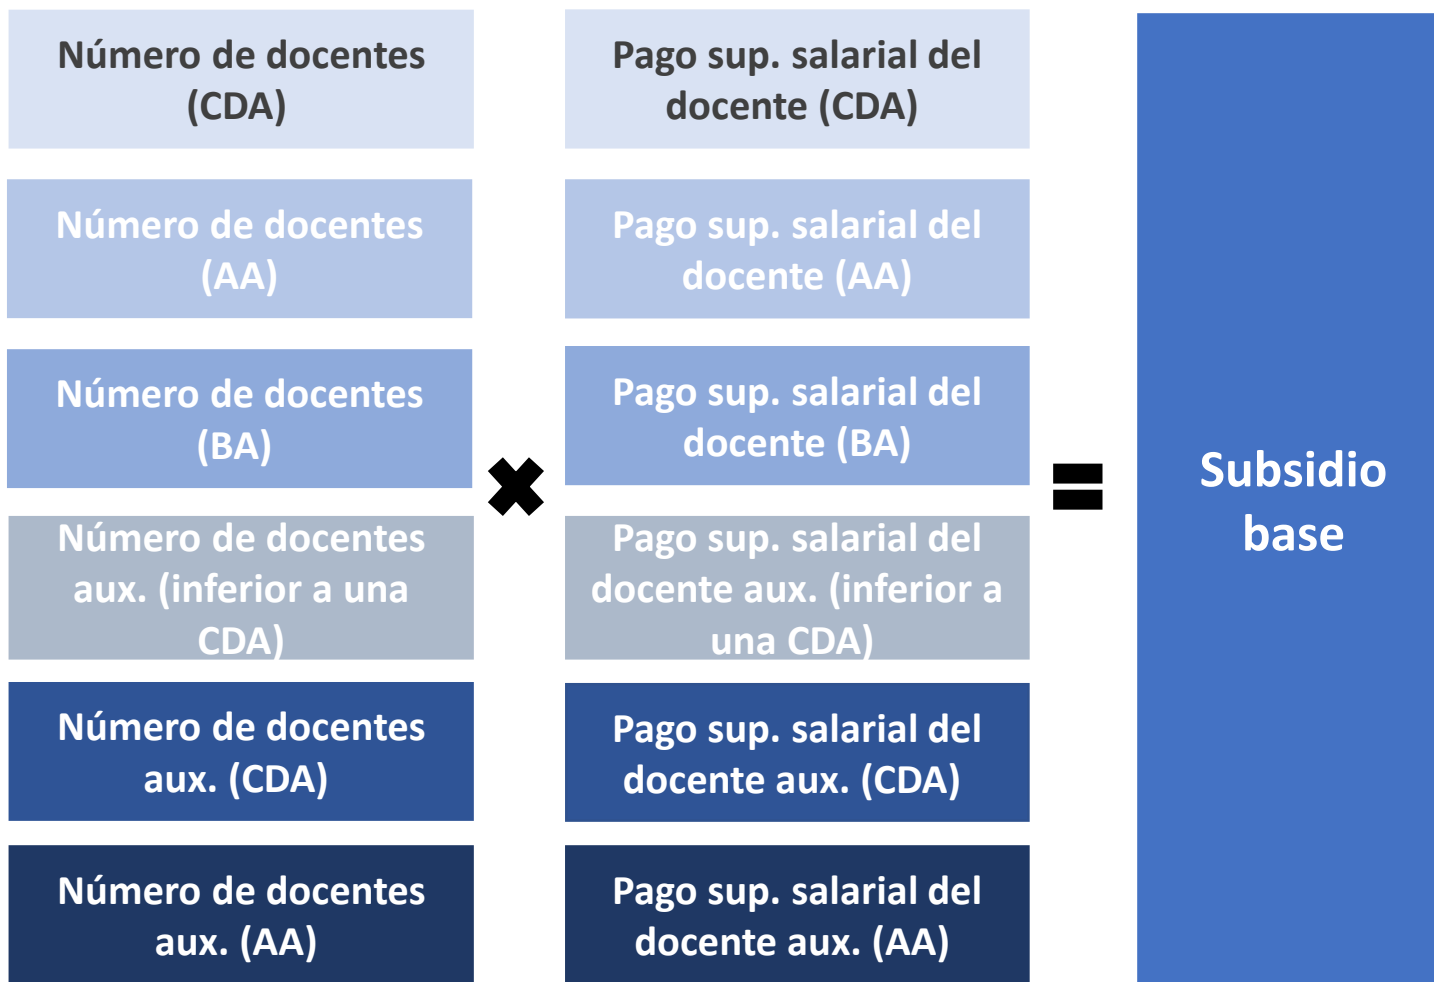 Número de docentes
(CDA)
Pago sup. salarial del
docente (CDA)
Número de docentes
(AA)
Pago sup. salarial del
docente (AA)
Número de docentes
(BA)
Pago sup. salarial del
docente (BA)
Número de docentes
aux. (inferior a una
CDA)
Pago sup. salarial del
docente aux. (inferior a
una CDA)
Número de docentes
aux. (CDA)
Pago sup. salarial del
docente aux. (CDA)
Número de docentes
aux. (AA)
Pago sup. salarial del
docente aux. (AA)
Subsidio
base